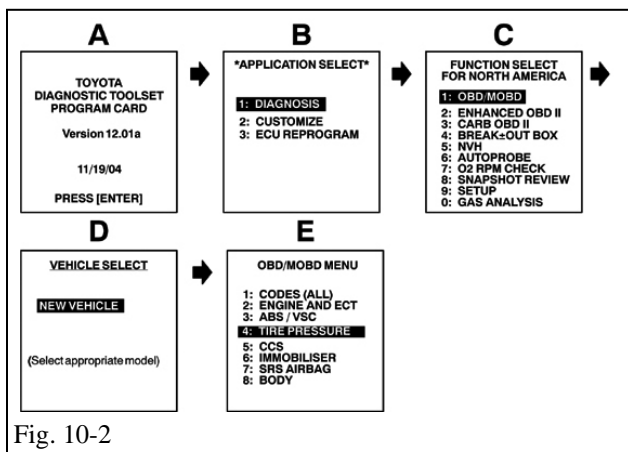 A
TOYOTA
DIAGNOSTIC TOOLSET
PROGRAM CARD
Version 12.01a
11/19/04
PRESS [ENTER]
B
*APPLICATION SELECT*
1: DIAGNOSIS
2: CUSTOMIZE
3: ECU REPROGRAM
C
FUNCTION SELECT
FOR NORTH AMERICA
1: OBD/MOBD
2: ENHANCED OBD II
3: CARB OBD II
4: BREAK±OUT BOX
5: NVH
6: AUTOPROBE
7: O2 RPM CHECK
8: SNAPSHOT REVIEW
9: SETUP
0: GAS ANALYSIS
D
VEHICLE SELECT
NEW VEHICLE
(Select appropriate model)
E
OBD/MOBD MENU
1: CODES (ALL)
2: ENGINE AND ECT
3: ABS / VSC
4: TIRE PRESSURE
5: CCS
6: IMMOBILISER
7: SRS AIRBAG
8: BODY
Fig. 10-2